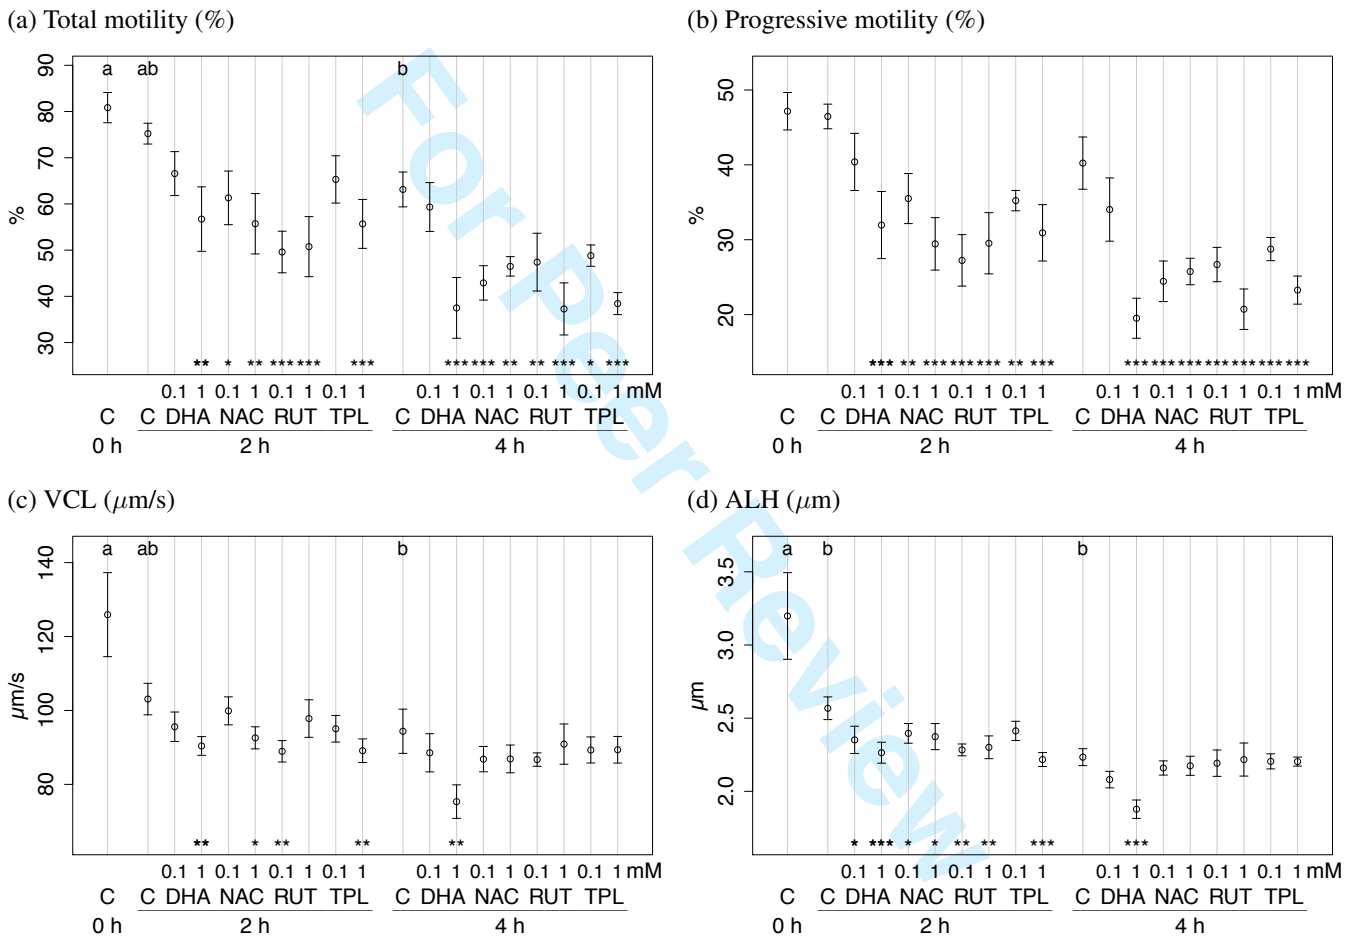 (a) Total motility (%)
(b) Progressive motility (%)
90
80
70
60
50
40
30
%
a
ab
b
** * ** *** *** *** *** *** ** ** *** * ***
0.1 1 0.1 1 0.1 1 0.1 1 0.1 1 0.1 1 0.1 1 0.1 1 mM
C C DHA NAC RUT TPL C DHA NAC RUT TPL
0 h 2 h 4 h
50
40
30
20
%
*** ** *** *** *** ** *** *** *** *** *** *** *** ***
0.1 1 0.1 1 0.1 1 0.1 1 0.1 1 0.1 1 0.1 1 0.1 1 mM
C C DHA NAC RUT TPL C DHA NAC RUT TPL
0 h 2 h 4 h
(c) VCL (μm/s)
(d) ALH (μm)
140
120
100
80
μm/s
a
ab
b
** * ** ** **
0.1 1 0.1 1 0.1 1 0.1 1 0.1 1 0.1 1 0.1 1 0.1 1 mM
C C DHA NAC RUT TPL C DHA NAC RUT TPL
0 h 2 h 4 h
3.5
3.0
2.5
2.0
μm
a
b
b
* *** * * ** ** *** ***
0.1 1 0.1 1 0.1 1 0.1 1 0.1 1 0.1 1 0.1 1 0.1 1 mM
C C DHA NAC RUT TPL C DHA NAC RUT TPL
0 h 2 h 4 h
For Peer Review